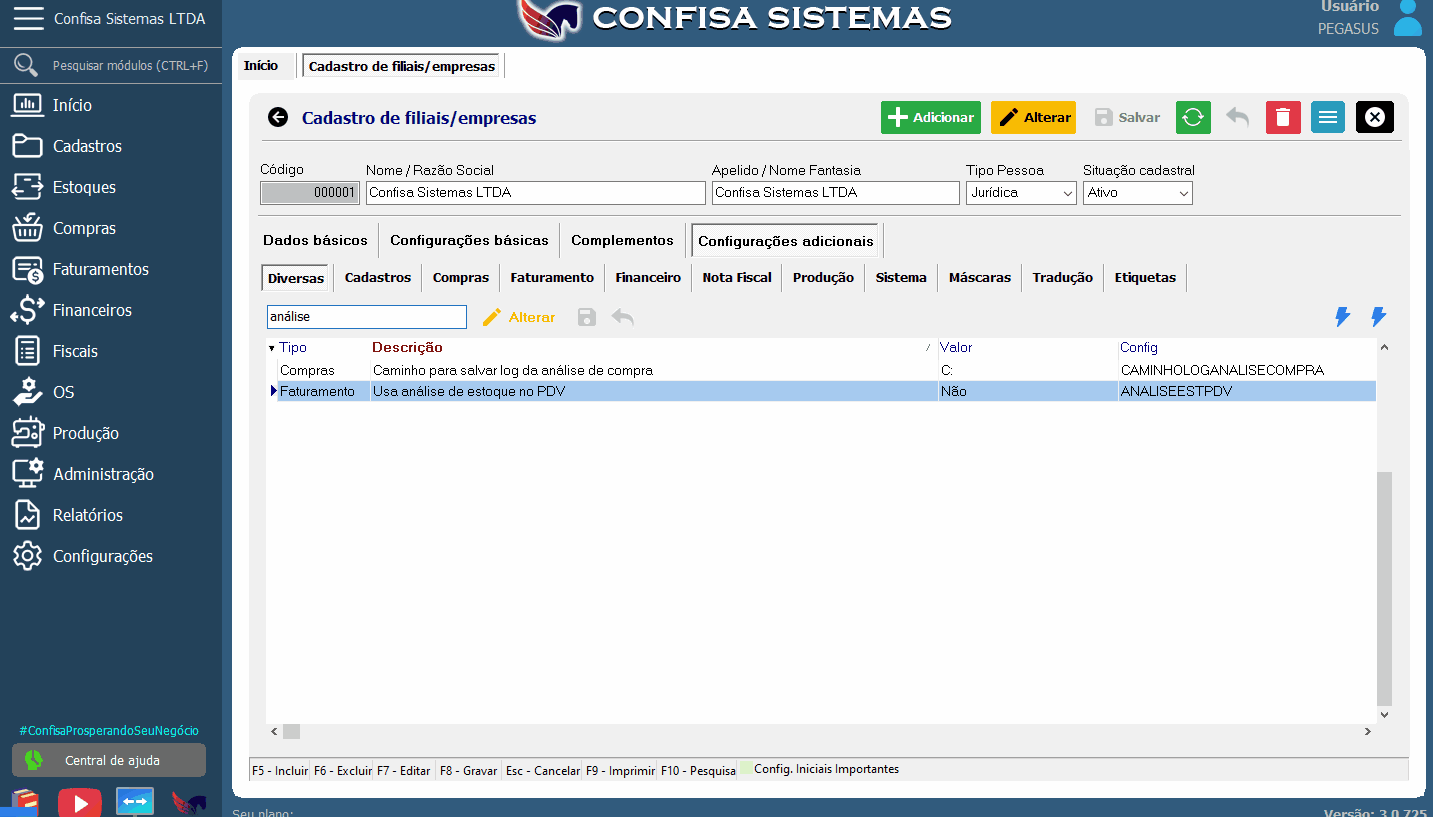 Confisa Sistemas LTDA
CONFISA SISTEMAS
Usuário
PEGASUS
Pesquisar módulos (CTRL+F)
Início
Cadastros
Estoques
Compras
Faturamentos
Financeiros
Fiscais
OS
Produção
Administração
Relatórios
Configurações
#ConfisaProsperandoSeuNegócio
Central de ajuda
Início Cadastro de filiais/empresas
Cadastro de filiais/empresas Adicionar Alterar Salvar
Código Nome / Razão Social Apelido / Nome Fantasia Tipo Pessoa Situação cadastral
000001 Confisa Sistemas LTDA Confisa Sistemas LTDA Jurídica Ativo
Dados básicos Configurações básicas Complementos Configurações adicionais
Diversas Cadastros Compras Faturamento Financeiro Nota Fiscal Produção Sistema Máscaras Tradução Etiquetas
análise Alterar
Tipo Descrição Valor Config
Compras Caminho para salvar log da análise de compra C: CAMINHOLOGANALISECOMPRA
Faturamento Usa análise de estoque no PDV Não ANALISEESTPDV
F5 - Incluir F6 - Excluir F7 - Editar F8 - Gravar Esc - Cancelar F9 - Imprimir F10 - Pesquisa Config. Iniciais Importantes
Seu plano: Versão: 3.0.725